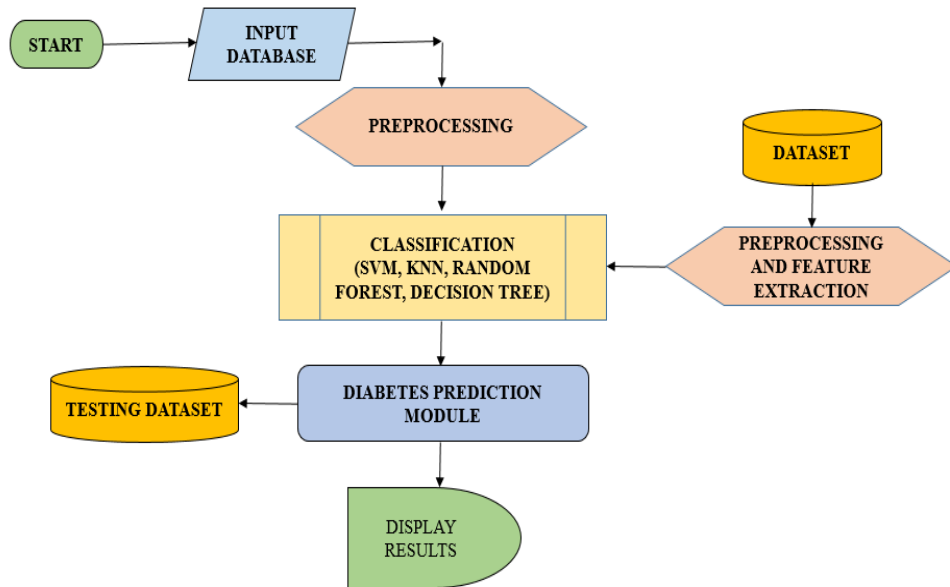 START
INPUT
DATABASE
PREPROCESSING
DATASET
CLASSIFICATION
(SVM, KNN, RANDOM
FOREST, DECISION TREE)
PREPROCESSING
AND FEATURE
EXTRACTION
DIABETES PREDICTION
MODULE
TESTING DATASET
DISPLAY
RESULTS